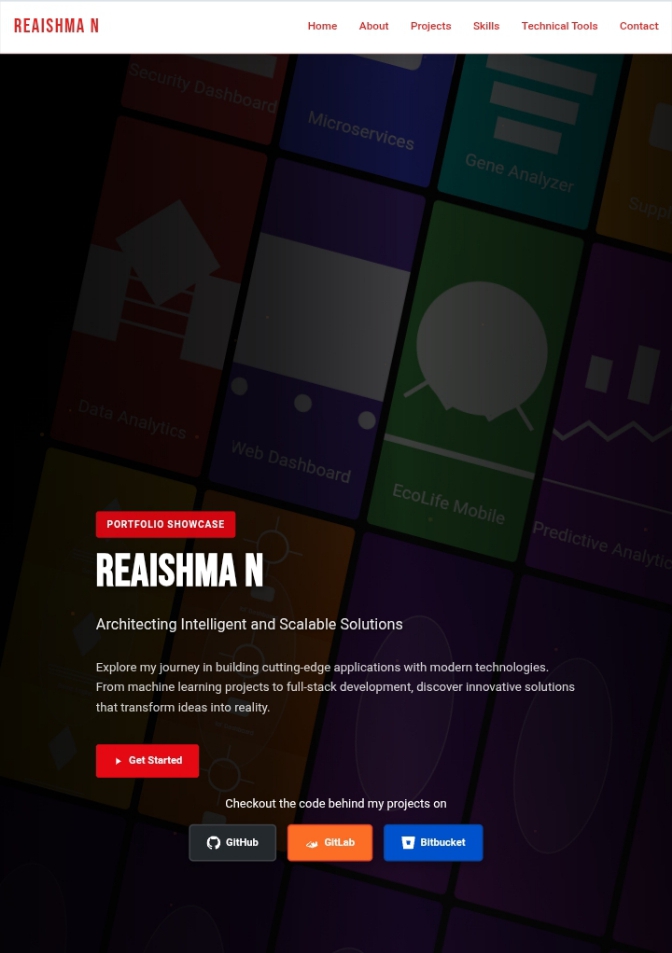 REAISHMA N
Home
About
Projects
Skills
Technical Tools
Contact
Security Dashboard
Microservices
Gene Analyzer
Data Analytics
Web Dashboard
EcoLife Mobile
Predictive
PORTFOLIO SHOWCASE
REAISHMA N
Architecting Intelligent and Scalable Solutions
Explore my journey in building cutting-edge applications with modern technologies.
From machine learning projects to full-stack development, discover innovative solutions
that transform ideas into reality.
Get Started
Checkout the code behind my projects on
GitHub
GitLab
Bitbucket